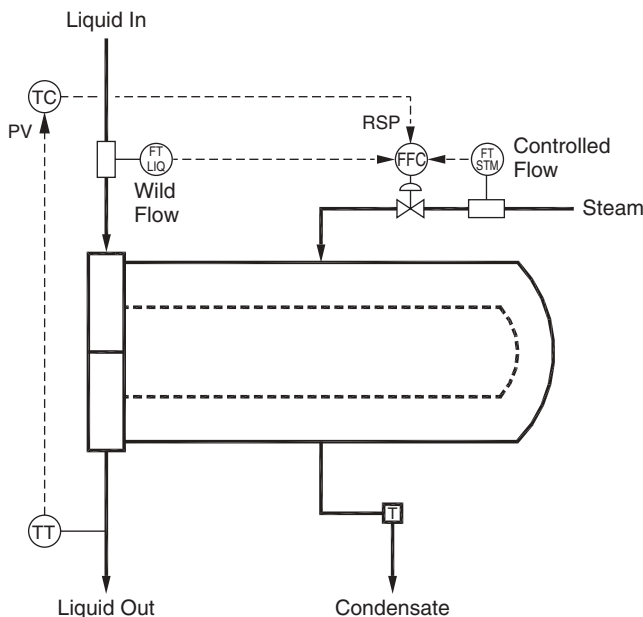 Liquid In
TC
PV
RSP
FT
LIQ
FFC
FT
STM
Controlled
Flow
Wild
Flow
Steam
TT
T
Liquid Out
Condensate